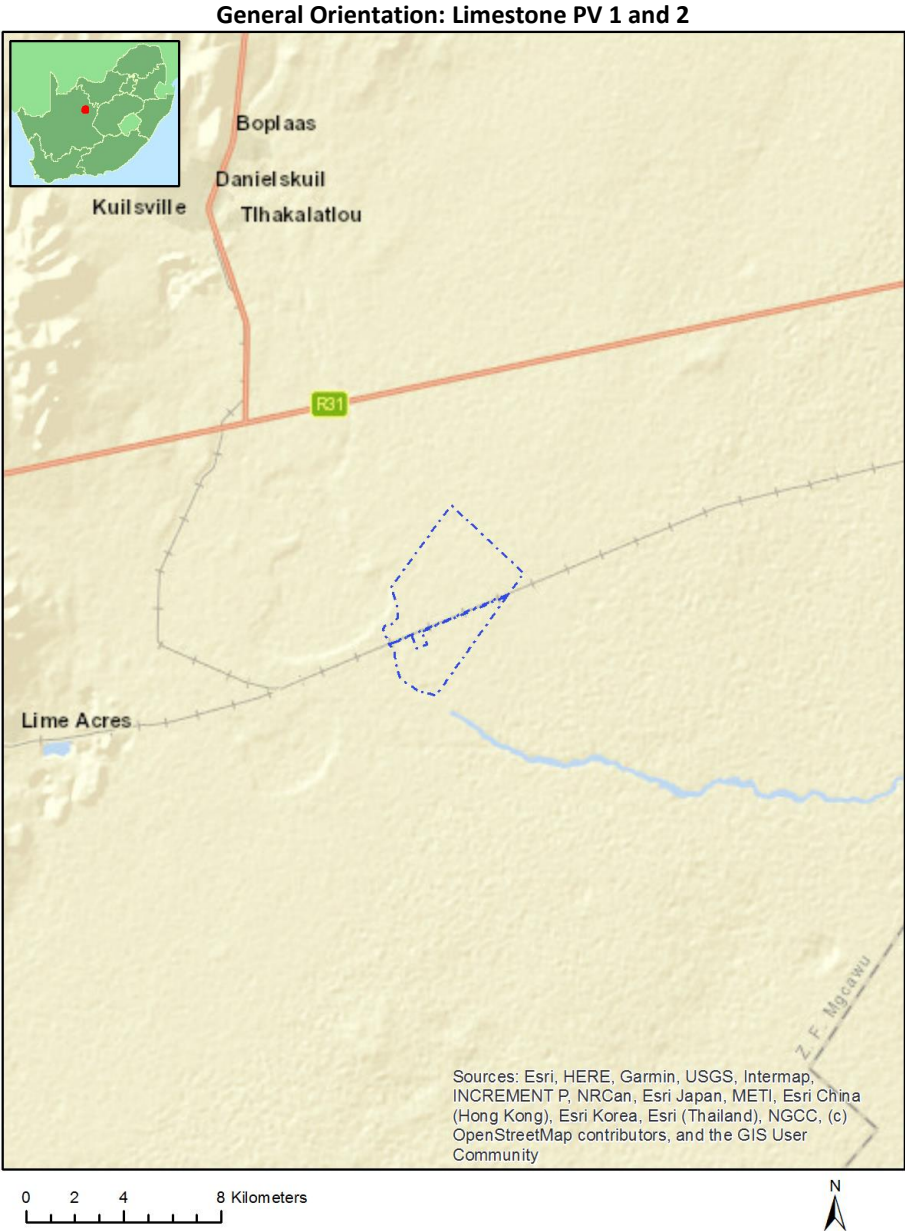 General Orientation: Limestone PV 1 and 2
Boplaas
Danielskuil
Kuilsville
Tlhakalatlou
R31
Lime Acres
Z. F. Mgcawu
Sources: Esri, HERE, Garmin, USGS, Intermap,
INCREMENT P, NRCan, Esri Japan, METI, Esri China
(Hong Kong), Esri Korea, Esri (Thailand), NGCC, (c)
OpenStreetMap contributors, and the GIS User
Community
0 2 4 8 Kilometers
N